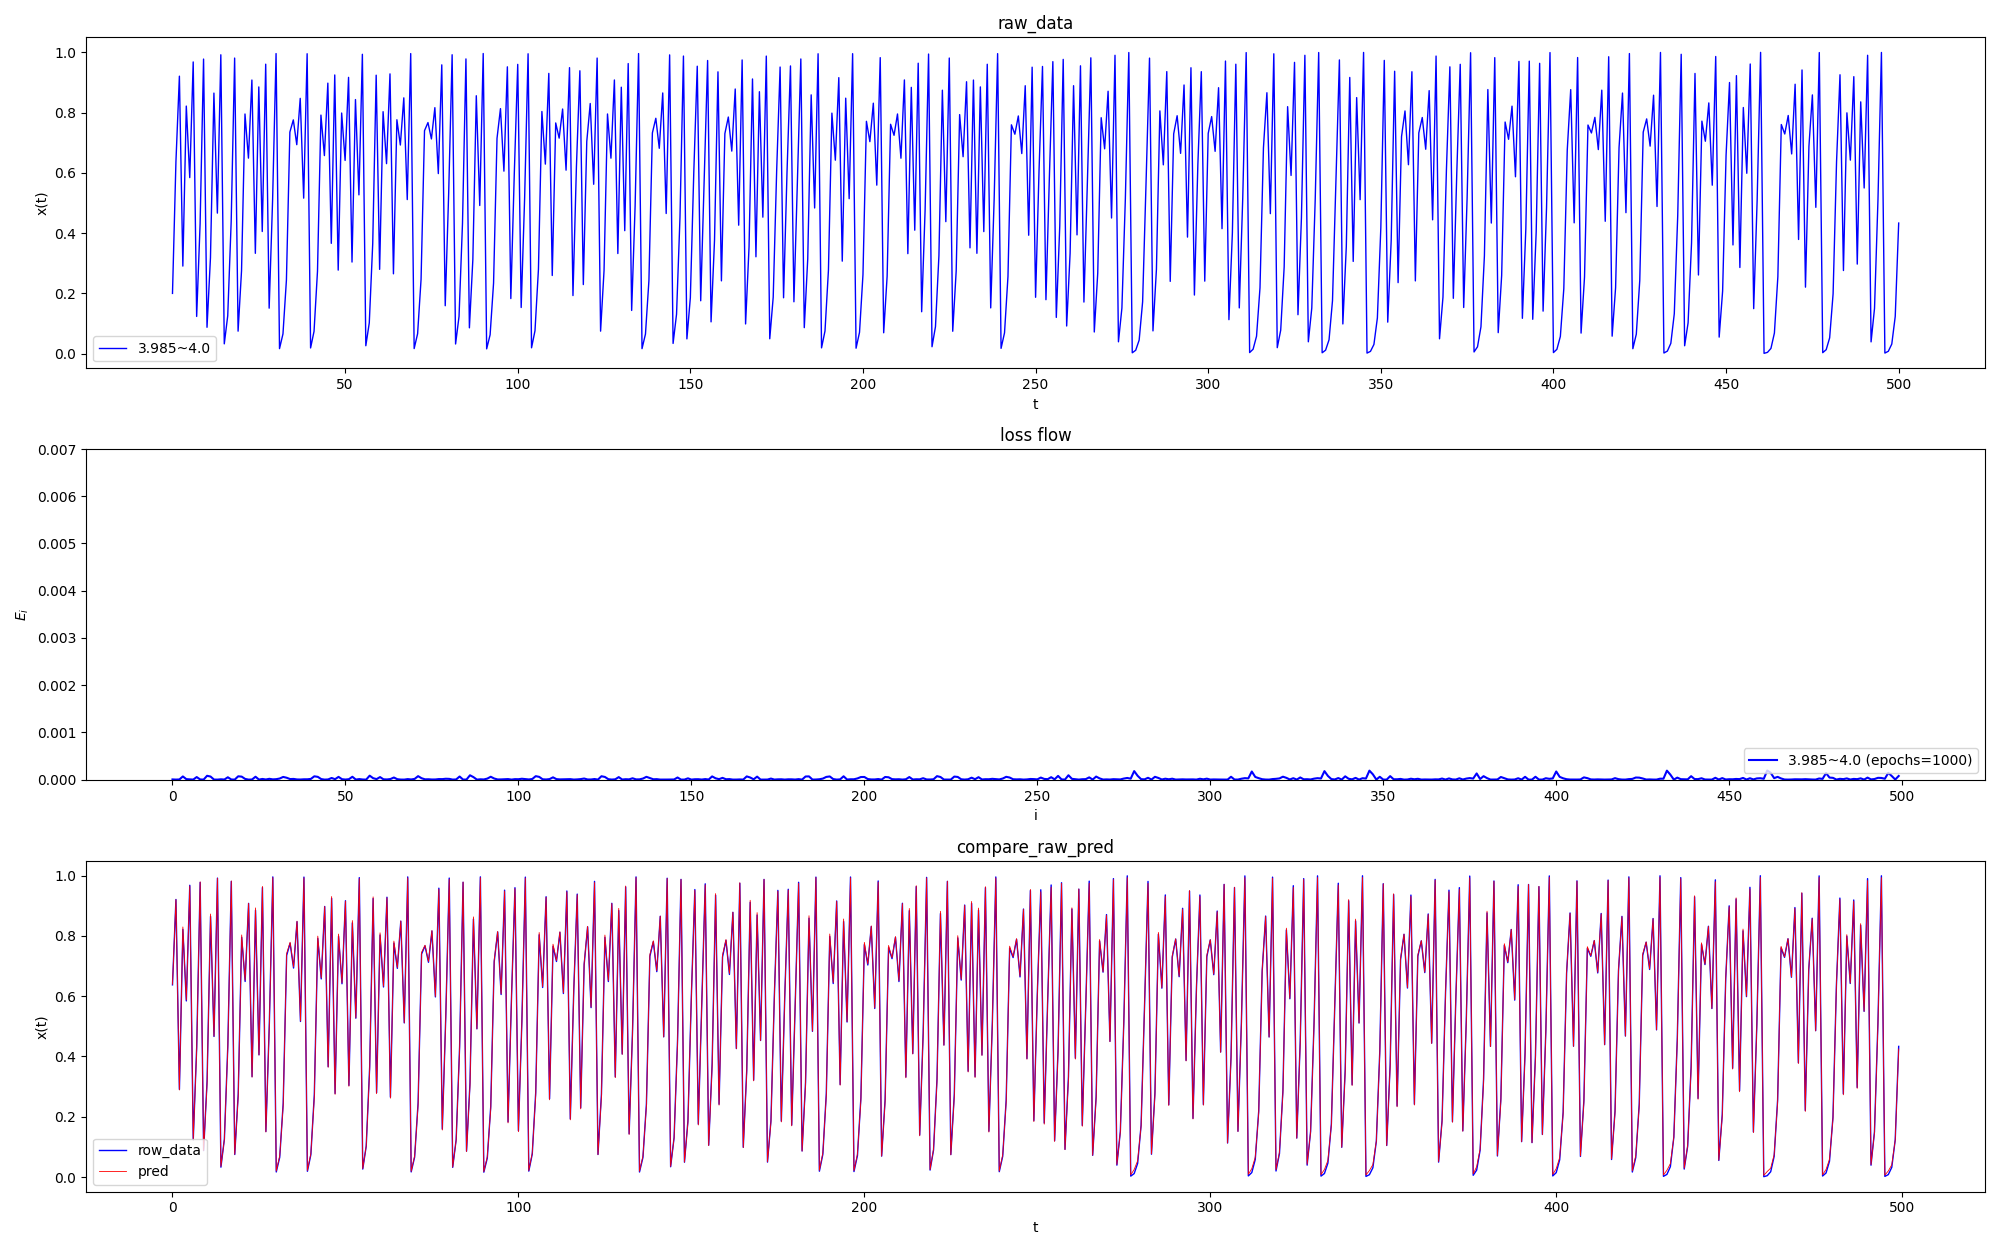 raw_data
1.0
0.8
0.6
0.4
0.2
0.0
x(t)
3.985~4.0
50 100 150 200 250 300 350 400 450 500
t
loss flow
0.007
0.006
0.005
0.004
0.003
0.002
0.001
0.000
E_i
3.985~4.0 (epochs=1000)
0 50 100 150 200 250 300 350 400 450 500
i
compare_raw_pred
1.0
0.8
0.6
0.4
0.2
0.0
x(t)
row_data
pred
0 100 200 300 400 500
t